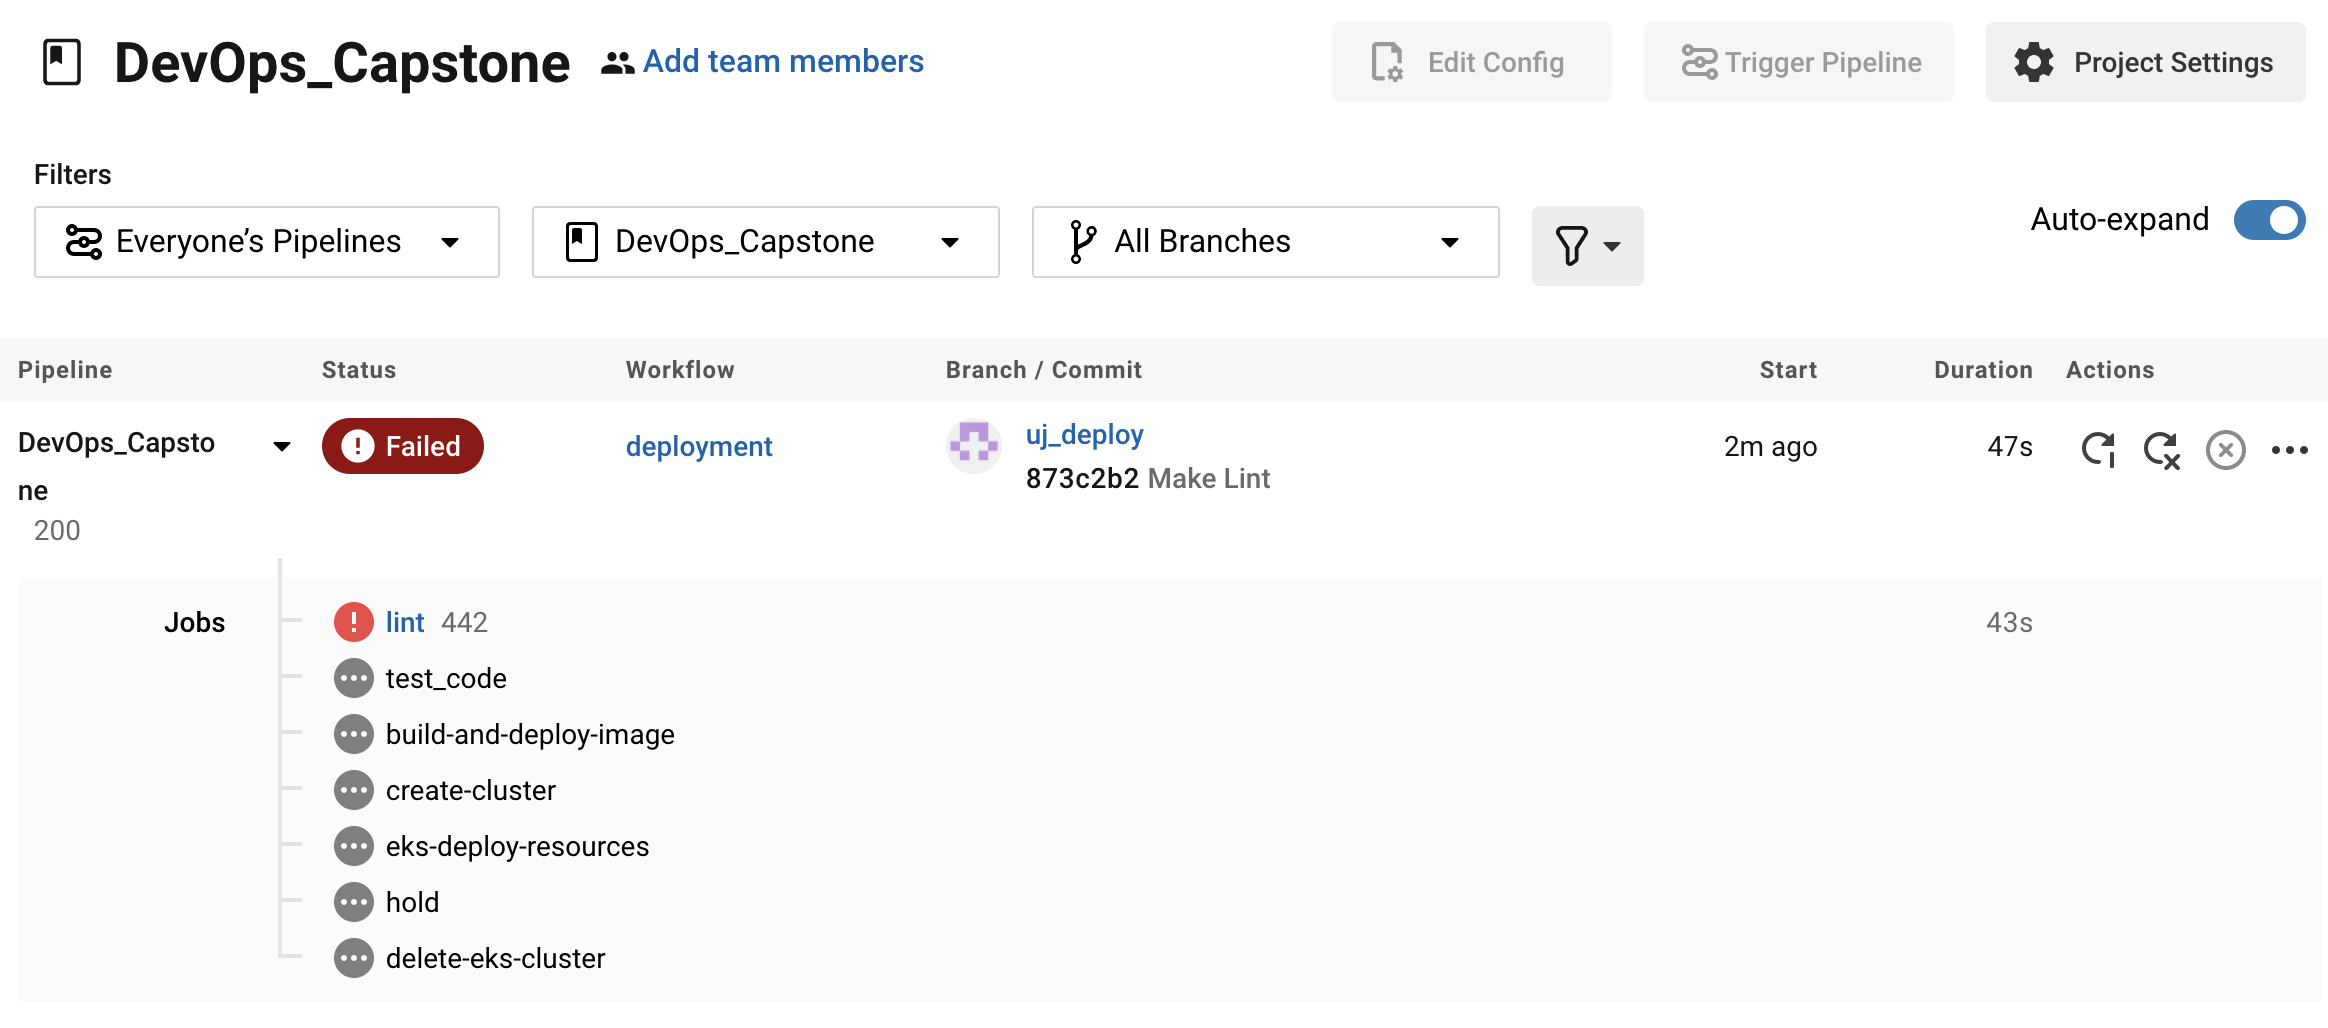 DevOps_Capstone Add team members Edit Config Trigger Pipeline Project Settings
Filters
Everyone’s Pipelines DevOps_Capstone All Branches Auto-expand
Pipeline Status Workflow Branch / Commit Start Duration Actions
DevOps_Capsto Failed deployment uj_deploy 2m ago 47s
ne 873c2b2 Make Lint
200
Jobs lint 442 43s
test_code
build-and-deploy-image
create-cluster
eks-deploy-resources
hold
delete-eks-cluster